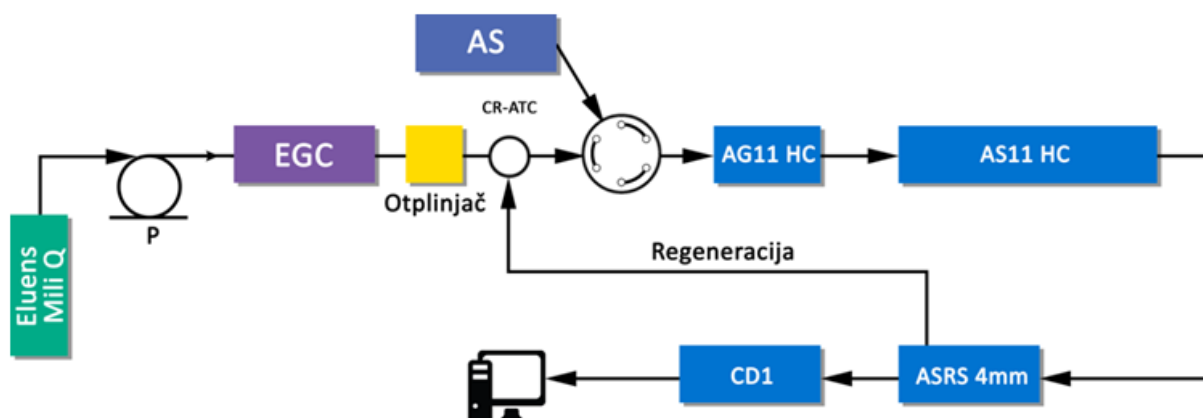 AS
CR-ATC
EGC
AG11 HC
AS11 HC
Otplinjač
P
Eluens
Mili Q
Regeneracija
CD1
ASRS 4mm